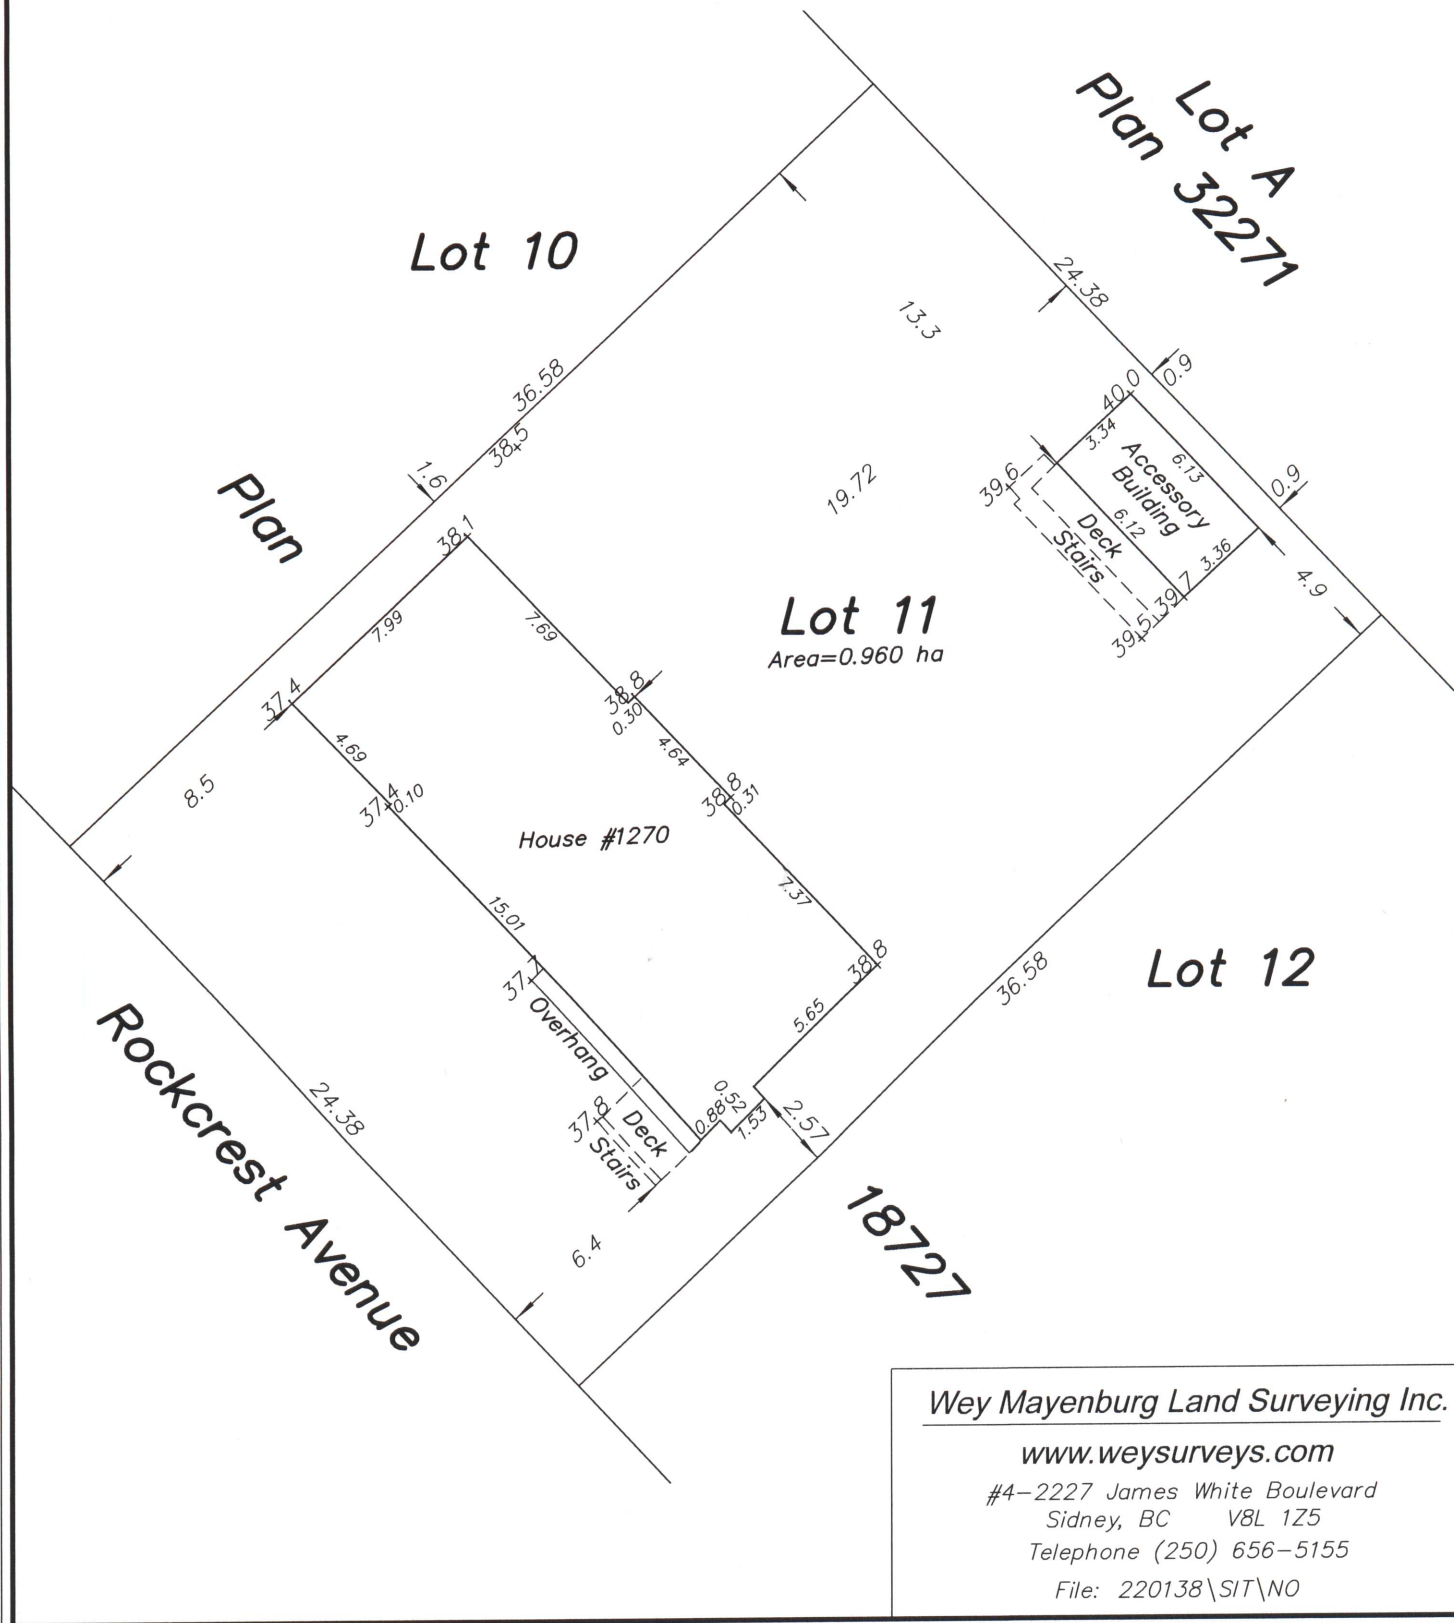 Lot A
Plan 32271
Lot 10
24.38
13.3
0.9
36.58
38.5
40.0
3.34
Accessory
Building
6.13
0.9
1.6
Plan
19.72
39.6
6.12
Deck
Stairs
3.36
38.1
4.9
39.7
39.5
Lot 11
Area=0.960 ha
7.99
7.69
37.4
38.8
0.30
4.64
4.69
8.5
37.4
0.10
38.8
0.31
House #1270
7.37
15.01
38.8
Lot 12
36.58
37.7
Overhang
5.65
Rockcrest Avenue
24.38
0.52
0.88
1.53
2.57
37.8
Deck
Stairs
18727
6.4
Wey Mayenburg Land Surveying Inc.
www.weysurveys.com
#4-2227 James White Boulevard
Sidney, BC V8L 1Z5
Telephone (250) 656-5155
File: 220138\SIT\NO